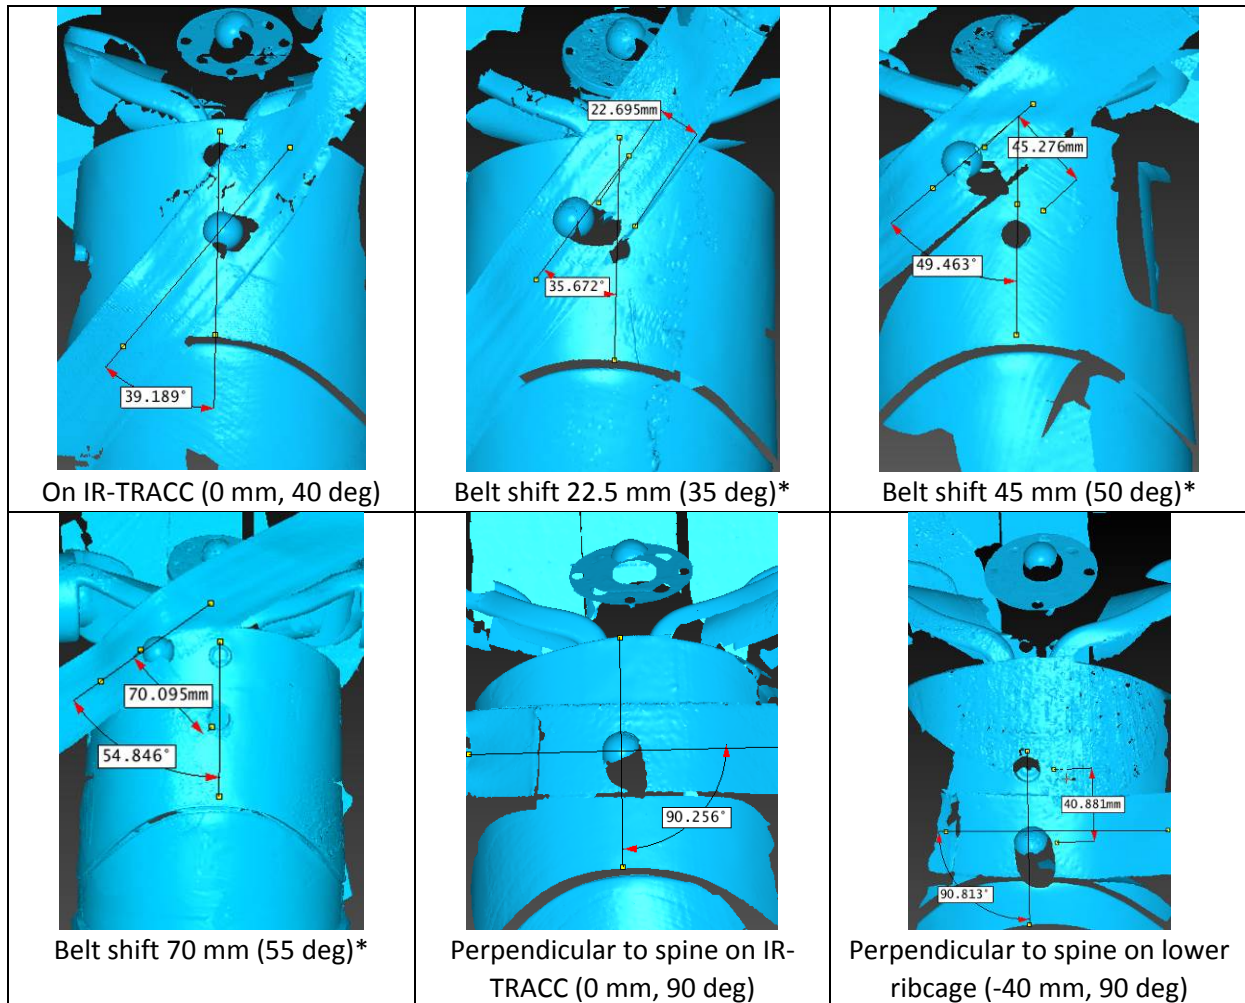 39.189°
On IR-TRACC (0 mm, 40 deg)
22.695mm
35.672°
Belt shift 22.5 mm (35 deg)*
45.276mm
49.463°
Belt shift 45 mm (50 deg)*
70.095mm
54.846°
Belt shift 70 mm (55 deg)*
90.256°
Perpendicular to spine on IR-
TRACC (0 mm, 90 deg)
40.881mm
90.813°
Perpendicular to spine on lower
ribcage (-40 mm, 90 deg)